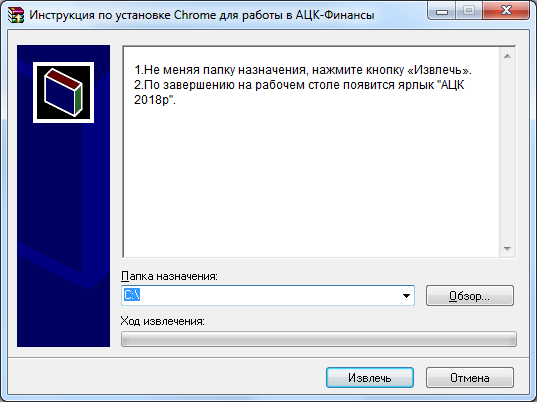 Инструкция по установке Chrome для работы в АЦК-Финансы
1.Не меняя папку назначения, нажмите кнопку «Извлечь».
2.По завершению на рабочем столе появится ярлык "АЦК
2018р".
Папка назначения:
C:\
Обзор...
Ход извлечения:
Извлечь
Отмена